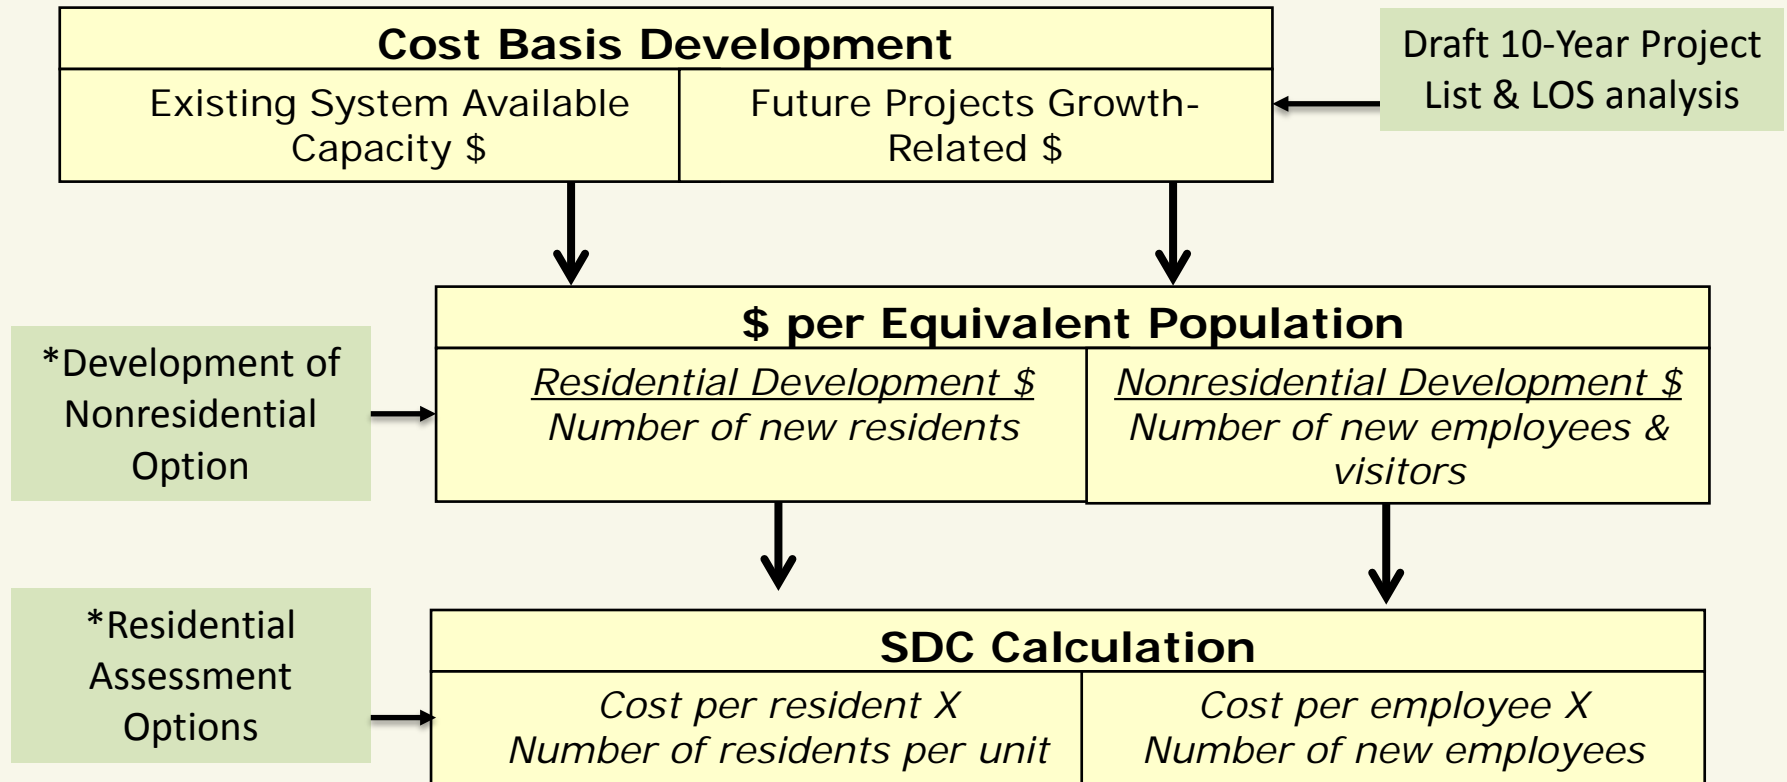 Cost Basis Development
Existing System Available
Capacity $
Future Projects Growth-
Related $
Draft 10-Year Project
List & LOS analysis
$ per Equivalent Population
*Development of
Nonresidential
Option
Residential Development $
Number of new residents
Nonresidential Development $
Number of new employees &
visitors
SDC Calculation
*Residential
Assessment
Options
Cost per resident X
Number of residents per unit
Cost per employee X
Number of new employees